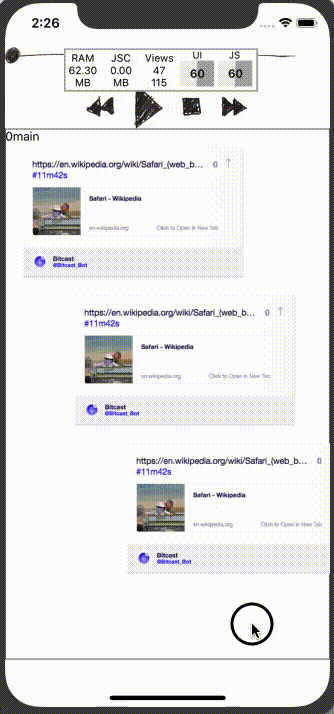 2:26
RAM JSC Views UI JS
62.30 0.00 47 60 60
MB MB 115
0main
https://en.wikipedia.org/wiki/Safari_(web_b... 0 ↑
#11m42s
Safari - Wikipedia
en.wikipedia.org Click to Open in New Tab
Bitcast
@Bitcast_Bot
https://en.wikipedia.org/wiki/Safari_(web_b... 0 ↑
#11m42s
Safari - Wikipedia
en.wikipedia.org Click to Open in New Tab
Bitcast
@Bitcast_Bot
https://en.wikipedia.org/wiki/Safari_(web_b... 0
#11m42s
Safari - Wikipedia
en.wikipedia.org Click to Open in New Tab
Bitcast
@Bitcast_Bot